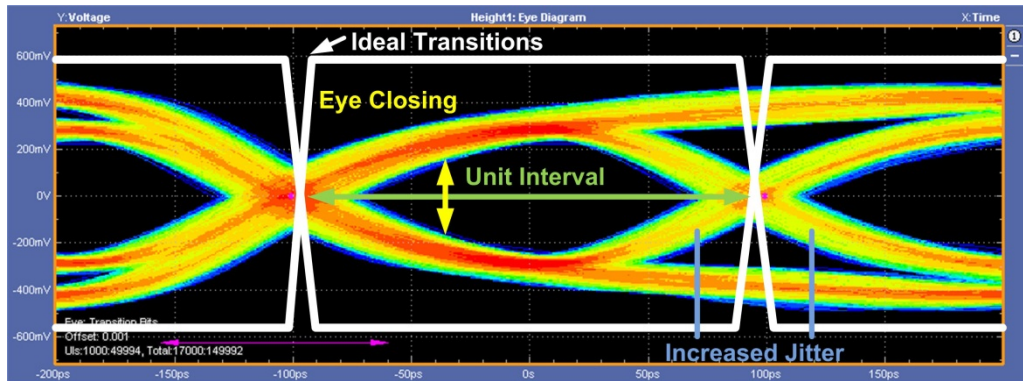 Y:Voltage
Height1: Eye Diagram
X:Time
1
600mV
Ideal Transitions
400mV
Eye Closing
200mV
Unit Interval
0V
-200mV
-400mV
Eye: Transition Bits
Offset: 0.001
-600mV
UIs:1000:49994, Total:17000:149992
Increased Jitter
-200ps
-150ps
-100ps
-50ps
0ps
50ps
100ps
150ps